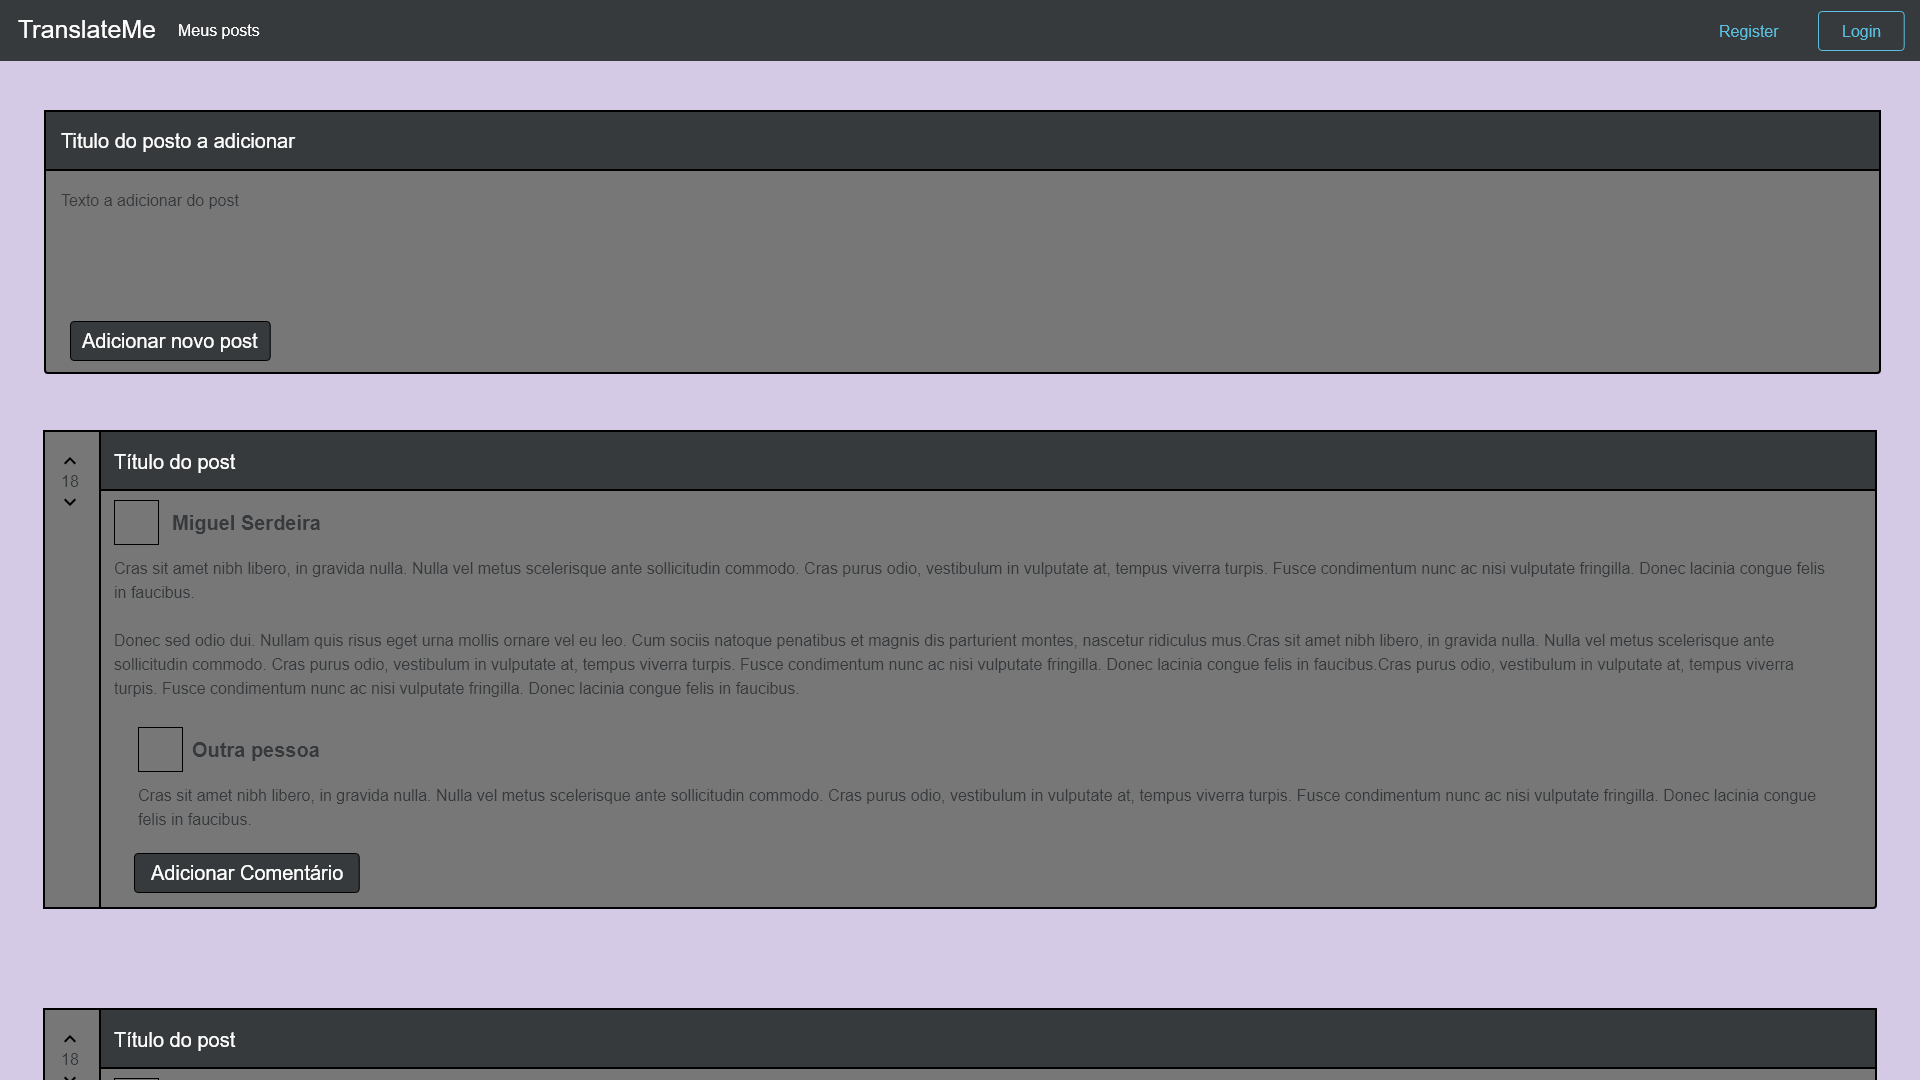 TranslateMe Meus posts Register Login
Titulo do posto a adicionar
Texto a adicionar do post
Adicionar novo post
Título do post
18
Miguel Serdeira
Cras sit amet nibh libero, in gravida nulla. Nulla vel metus scelerisque ante sollicitudin commodo. Cras purus odio, vestibulum in vulputate at, tempus viverra turpis. Fusce condimentum nunc ac nisi vulputate fringilla. Donec lacinia congue felis
in faucibus.
Donec sed odio dui. Nullam quis risus eget urna mollis ornare vel eu leo. Cum sociis natoque penatibus et magnis dis parturient montes, nascetur ridiculus mus.Cras sit amet nibh libero, in gravida nulla. Nulla vel metus scelerisque ante
sollicitudin commodo. Cras purus odio, vestibulum in vulputate at, tempus viverra turpis. Fusce condimentum nunc ac nisi vulputate fringilla. Donec lacinia congue felis in faucibus.Cras purus odio, vestibulum in vulputate at, tempus viverra
turpis. Fusce condimentum nunc ac nisi vulputate fringilla. Donec lacinia congue felis in faucibus.
Outra pessoa
Cras sit amet nibh libero, in gravida nulla. Nulla vel metus scelerisque ante sollicitudin commodo. Cras purus odio, vestibulum in vulputate at, tempus viverra turpis. Fusce condimentum nunc ac nisi vulputate fringilla. Donec lacinia congue
felis in faucibus.
Adicionar Comentário
Título do post
18